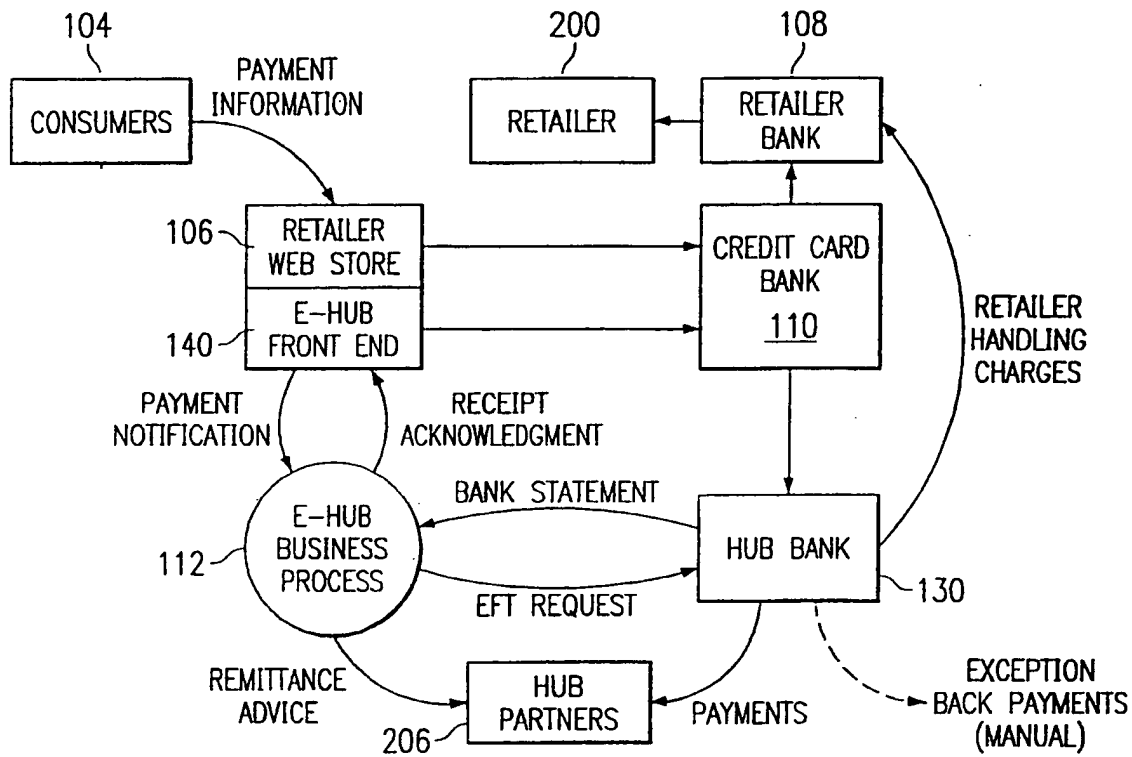 104
200
108
PAYMENT
INFORMATION
CONSUMERS
RETAILER
RETAILER
BANK
106
RETAILER
WEB STORE
CREDIT CARD
BANK
110
140
E-HUB
FRONT END
RETAILER
HANDLING
CHARGES
PAYMENT
NOTIFICATION
RECEIPT
ACKNOWLEDGMENT
BANK STATEMENT
112
E-HUB
BUSINESS
PROCESS
HUB BANK
130
EFT REQUEST
REMITTANCE
ADVICE
HUB
PARTNERS
206
PAYMENTS
EXCEPTION
BACK PAYMENTS
(MANUAL)